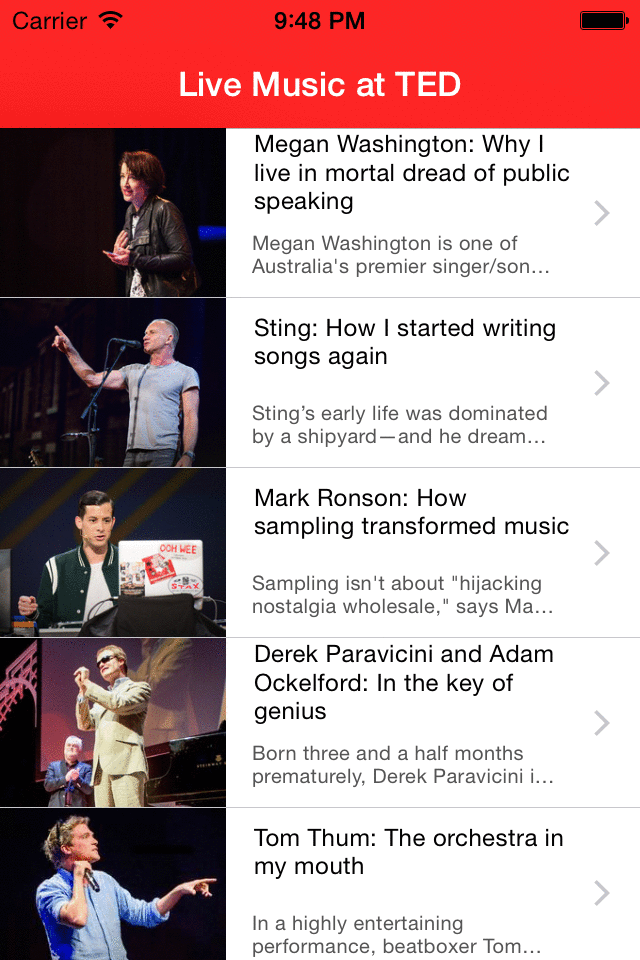 Carrier 9:48 PM
Live Music at TED
Megan Washington: Why I
live in mortal dread of public
speaking
Megan Washington is one of
Australia's premier singer/son…
Sting: How I started writing
songs again
Sting’s early life was dominated
by a shipyard—and he dream…
Mark Ronson: How
sampling transformed music
Sampling isn't about "hijacking
nostalgia wholesale," says Ma…
OOH WEE
STAX
Derek Paravicini and Adam
Ockelford: In the key of
genius
Born three and a half months
prematurely, Derek Paravicini i…
STEINWAY
Tom Thum: The orchestra in
my mouth
In a highly entertaining
performance, beatboxer Tom…